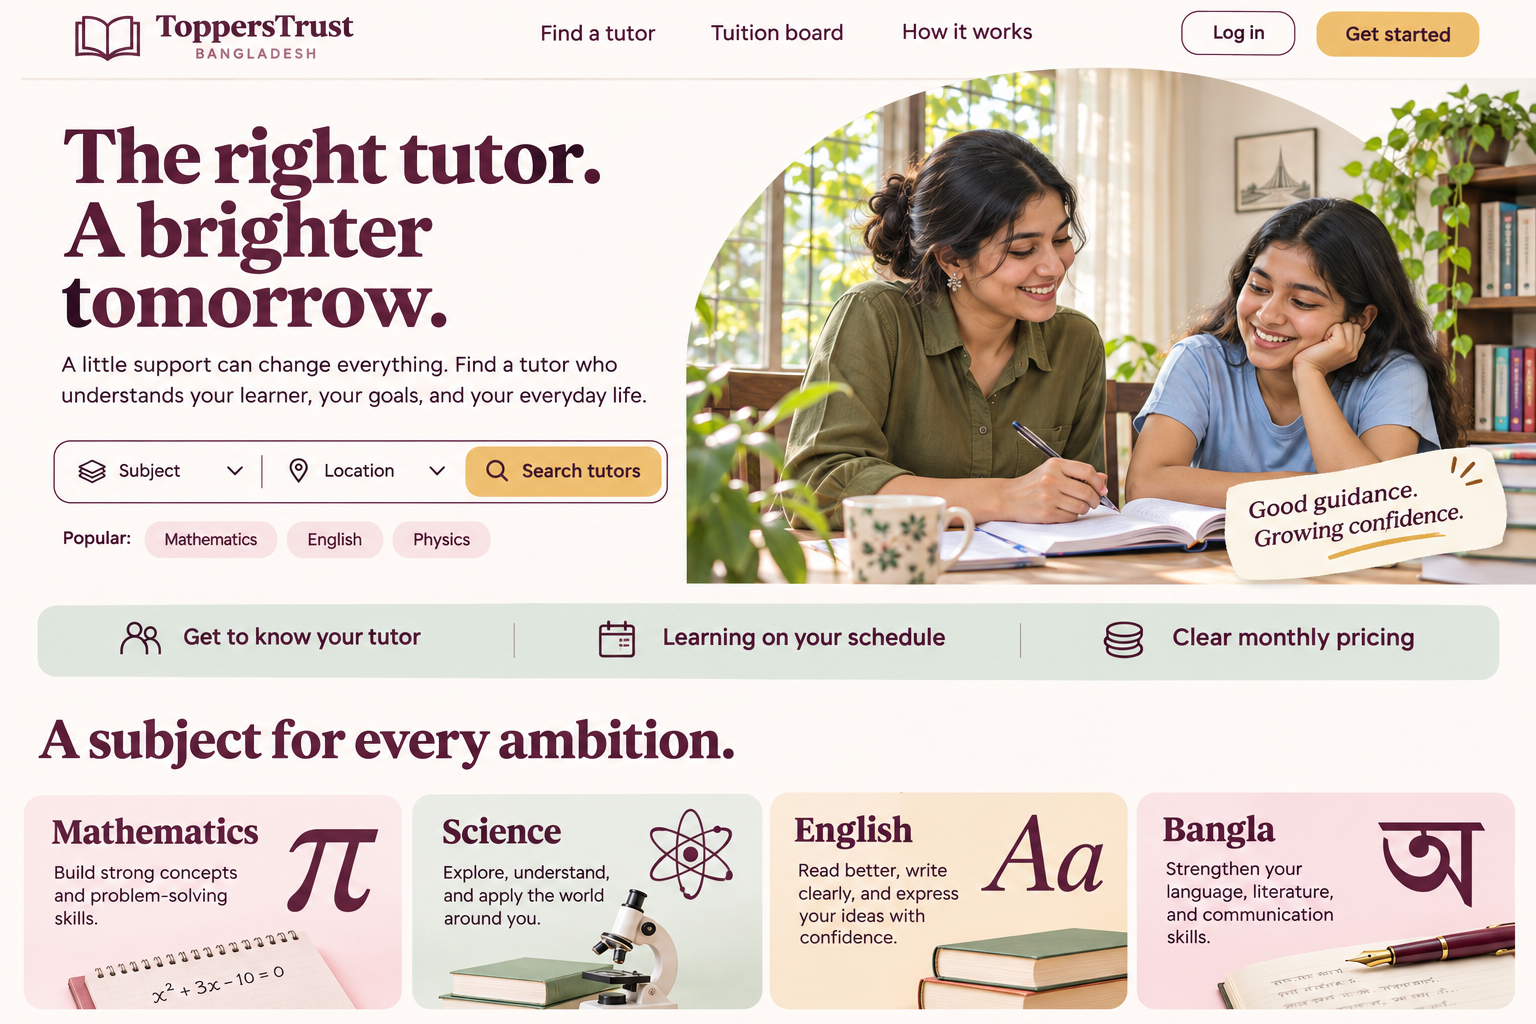 ToppersTrust
BANGLADESH
Find a tutor
Tuition board
How it works
Log in
Get started
The right tutor.
A brighter
tomorrow.
A little support can change everything. Find a tutor who
understands your learner, your goals, and your everyday life.
Subject
Location
Search tutors
Popular:
Mathematics
English
Physics
Good guidance.
Growing confidence.
Get to know your tutor
Learning on your schedule
Clear monthly pricing
A subject for every ambition.
Mathematics
Build strong concepts
and problem-solving
skills.
π
x² + 3x – 10 = 0
Science
Explore, understand,
and apply the world
around you.
English
Read better, write
clearly, and express
your ideas with
confidence.
Aa
Bangla
Strengthen your
language, literature,
and communication
skills.
অ